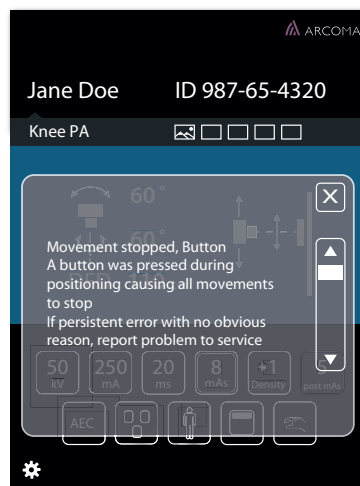 ARCOMA
Jane Doe ID 987-65-4320
Knee PA
60°
Movement stopped, Button
60°
A button was pressed during
positioning causing all movements
to stop
If persistent error with no obvious
reason, report problem to service
50 250 20 8 +1
kV mA ms mAs Density post mAs
AEC